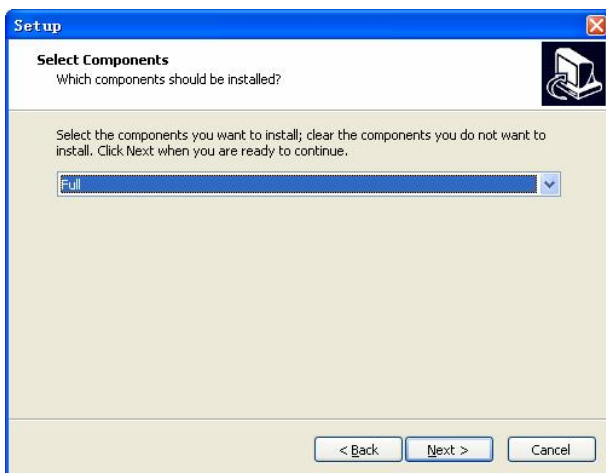 Setup
Select Components
Which components should be installed?
Select the components you want to install; clear the components you do not want to
install. Click Next when you are ready to continue.
Full
< Back
Next >
Cancel